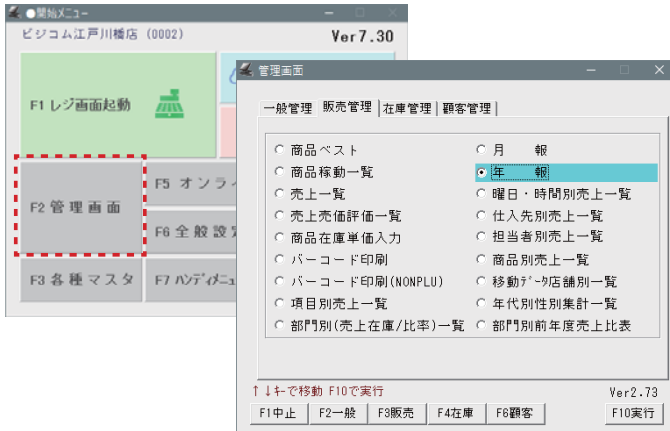 ●開始メニュー
ビジコム江戸川橋店 (0002)
Ver7.30
F1 レジ画面起動
F2 管 理 画 面
F3 各 種 マ ス タ
F5 オ ン ラ イ
F6 全 般 設 定
F7 ハンディメニュ
管理画面
一般管理 販売管理 在庫管理 顧客管理
商品ベスト
商品稼動一覧
売上一覧
売上売価評価一覧
商品在庫単価入力
バーコード印刷
バーコード印刷(NONPLU)
項目別売上一覧
部門別(売上在庫/比率)一覧
月 報
年 報
曜日・時間別売上一覧
仕入先別売上一覧
担当者別売上一覧
商品別売上一覧
移動データ店舗別一覧
年代別性別集計一覧
部門別前年度売上比表
↑↓キーで移動 F10で実行
Ver2.73
F1中止 F2一般 F3販売 F4在庫 F6顧客 F10実行